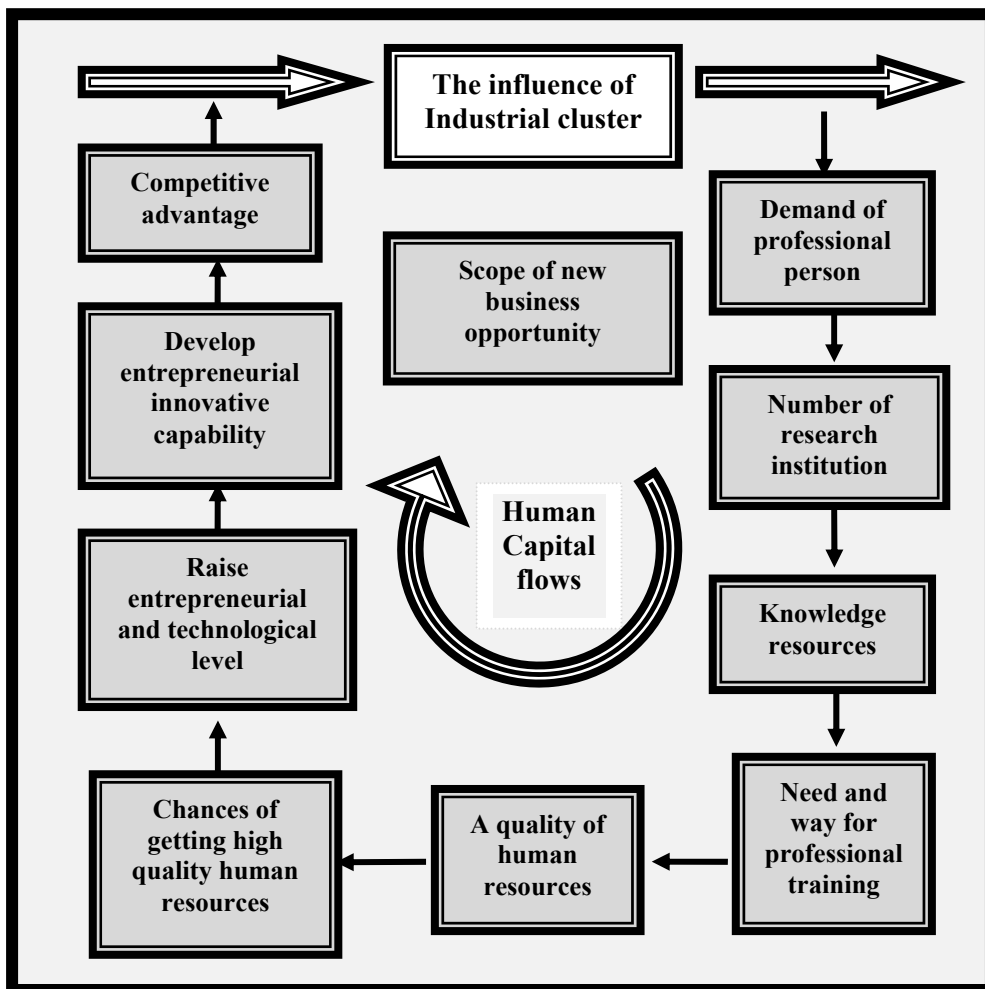 The influence of
Industrial cluster
Competitive
advantage
Demand of
professional
person
Scope of new
business
opportunity
Develop
entrepreneurial
innovative
capability
Number of
research
institution
Human
Capital
flows
Raise
entrepreneurial
and technological
level
Knowledge
resources
Chances of
getting high
quality human
resources
A quality of
human
resources
Need and
way for
professional
training